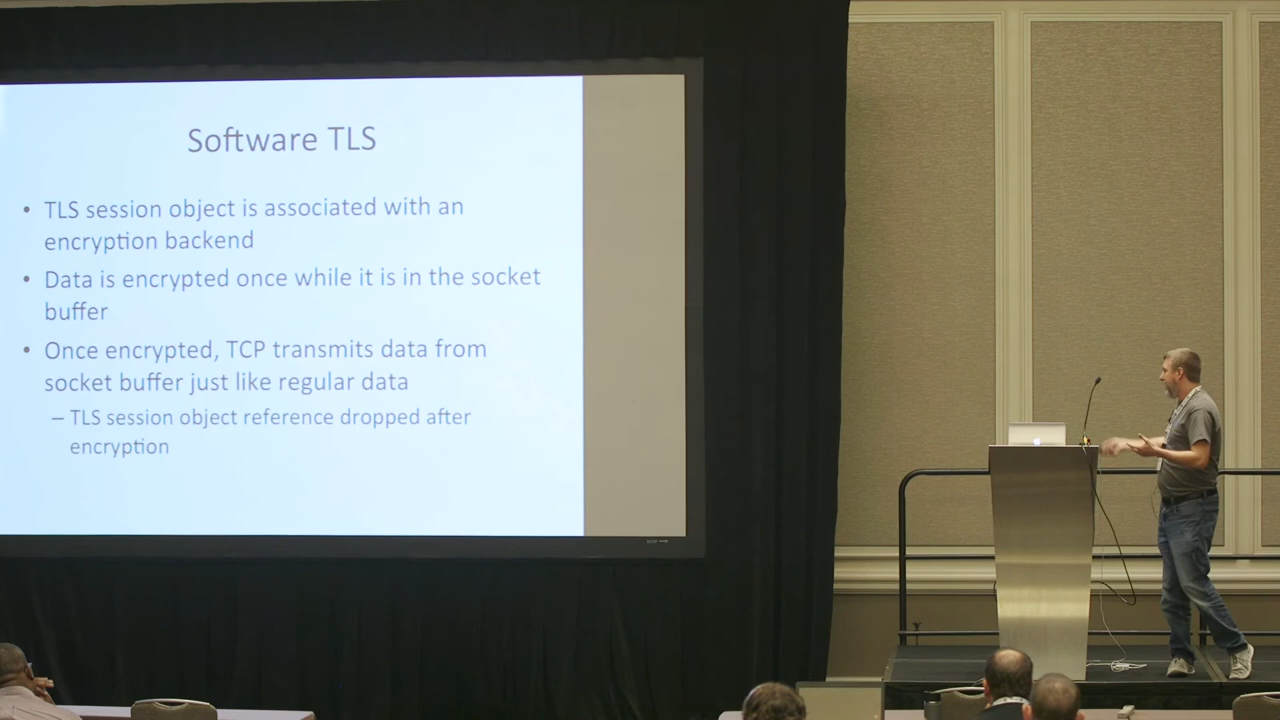 Software TLS
• TLS session object is associated with an
encryption backend
• Data is encrypted once while it is in the socket
buffer
• Once encrypted, TCP transmits data from
socket buffer just like regular data
– TLS session object reference dropped after
encryption